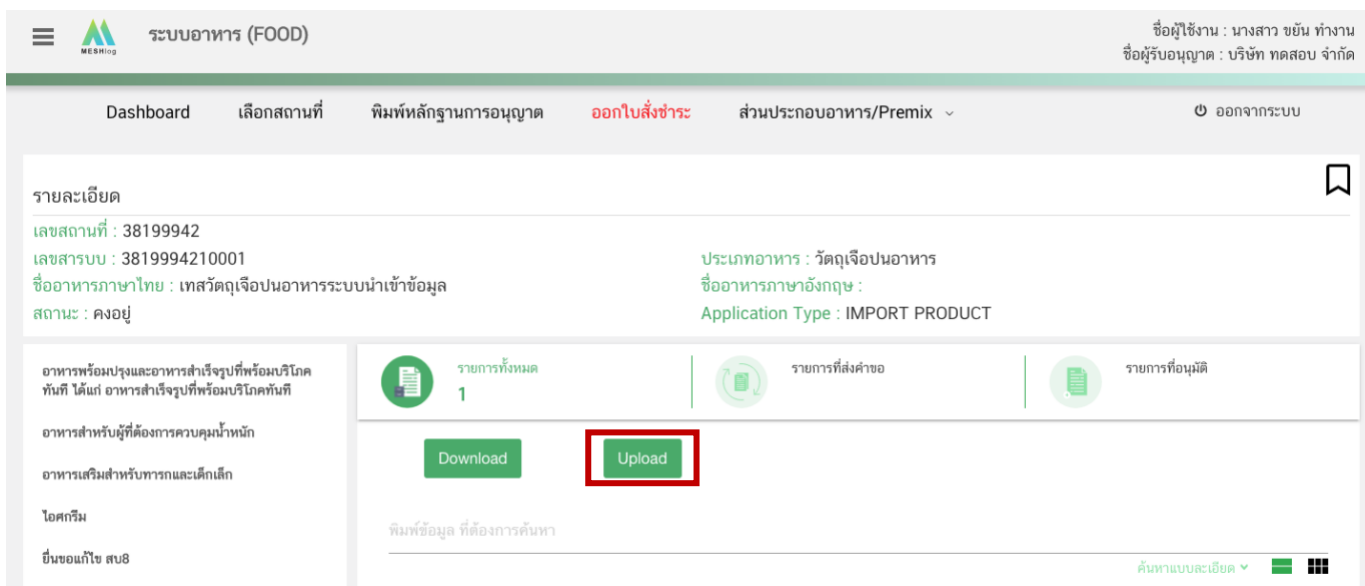 MESHlog
ระบบอาหาร (FOOD)
ชื่อผู้ใช้งาน : นางสาว ขยัน ทำงาน
ชื่อผู้รับอนุญาต : บริษัท ทดสอบ จำกัด
Dashboard เลือกสถานที่ พิมพ์หลักฐานการอนุญาต ออกใบสั่งชำระ ส่วนประกอบอาหาร/Premix ออกจากระบบ
รายละเอียด
เลขสถานที่ : 38199942
เลขสารบบ : 3819994210001 ประเภทอาหาร : วัตถุเจือปนอาหาร
ชื่ออาหารภาษาไทย : เทสวัตถุเจือปนอาหารระบบนำเข้าข้อมูล ชื่ออาหารภาษาอังกฤษ :
สถานะ : คงอยู่ Application Type : IMPORT PRODUCT
อาหารพร้อมปรุงและอาหารสำเร็จรูปที่พร้อมบริโภค
ทันที ได้แก่ อาหารสำเร็จรูปที่พร้อมบริโภคทันที
อาหารสำหรับผู้ที่ต้องการควบคุมน้ำหนัก
อาหารเสริมสำหรับทารกและเด็กเล็ก
ไอศกรีม
ยื่นขอแก้ไข สบ8
รายการทั้งหมด รายการที่ส่งคำขอ รายการที่อนุมัติ
1
Download Upload
พิมพ์ข้อมูล ที่ต้องการค้นหา
ค้นหาแบบละเอียด